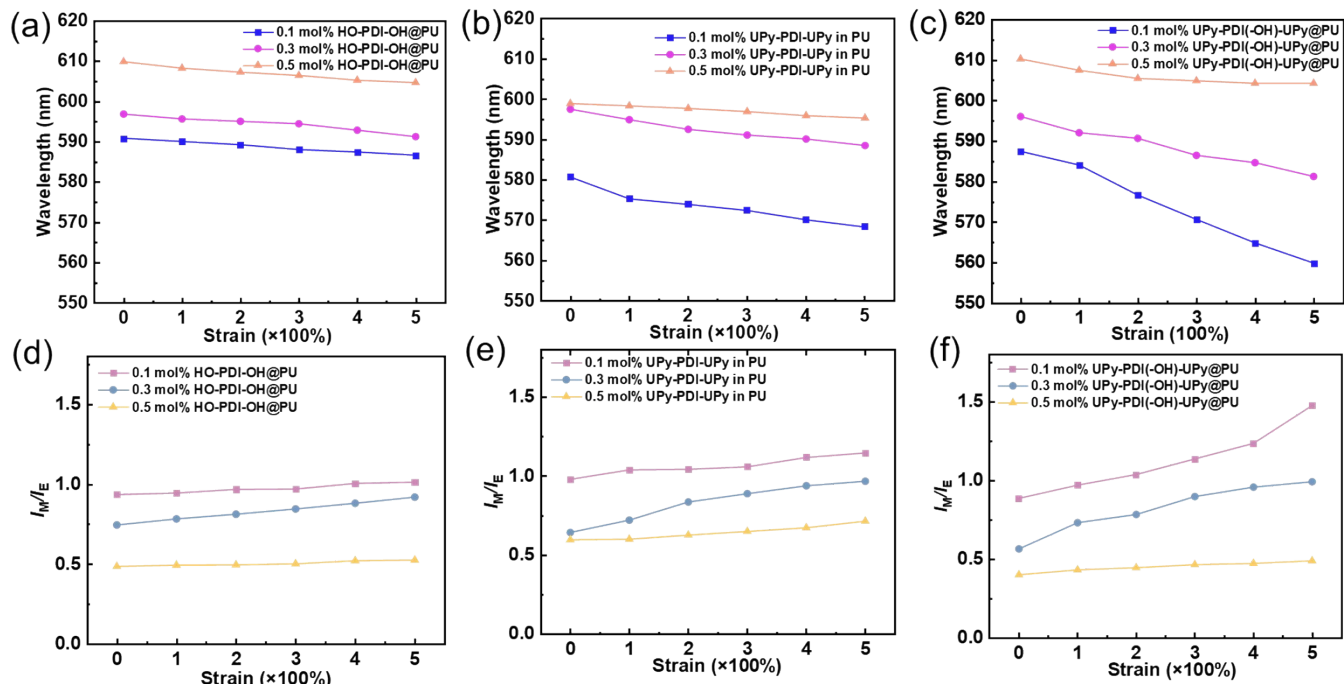 (a)
620
610
600
590
580
570
560
550
Wavelength (nm)
0.1 mol% HO-PDI-OH@PU
0.3 mol% HO-PDI-OH@PU
0.5 mol% HO-PDI-OH@PU
0 1 2 3 4 5
Strain (×100%)
(b)
620
610
600
590
580
570
560
550
Wavelength (nm)
0.1 mol% UPy-PDI-UPy in PU
0.3 mol% UPy-PDI-UPy in PU
0.5 mol% UPy-PDI-UPy in PU
0 1 2 3 4 5
Strain (×100%)
(c)
620
610
600
590
580
570
560
550
Wavelength (nm)
0.1 mol% UPy-PDI(-OH)-UPy@PU
0.3 mol% UPy-PDI(-OH)-UPy@PU
0.5 mol% UPy-PDI(-OH)-UPy@PU
0 1 2 3 4 5
Strain (100%)
(d)
1.5
1.0
0.5
0.0
I_M/I_E
0.1 mol% HO-PDI-OH@PU
0.3 mol% HO-PDI-OH@PU
0.5 mol% HO-PDI-OH@PU
0 1 2 3 4 5
Strain (×100%)
(e)
1.5
1.0
0.5
0.0
I_M/I_E
0.1 mol% UPy-PDI-UPy in PU
0.3 mol% UPy-PDI-UPy in PU
0.5 mol% UPy-PDI-UPy in PU
0 1 2 3 4 5
Strain (×100%)
(f)
1.5
1.0
0.5
0.0
I_M/I_E
0.1 mol% UPy-PDI(-OH)-UPy@PU
0.3 mol% UPy-PDI(-OH)-UPy@PU
0.5 mol% UPy-PDI(-OH)-UPy@PU
0 1 2 3 4 5
Strain (×100%)